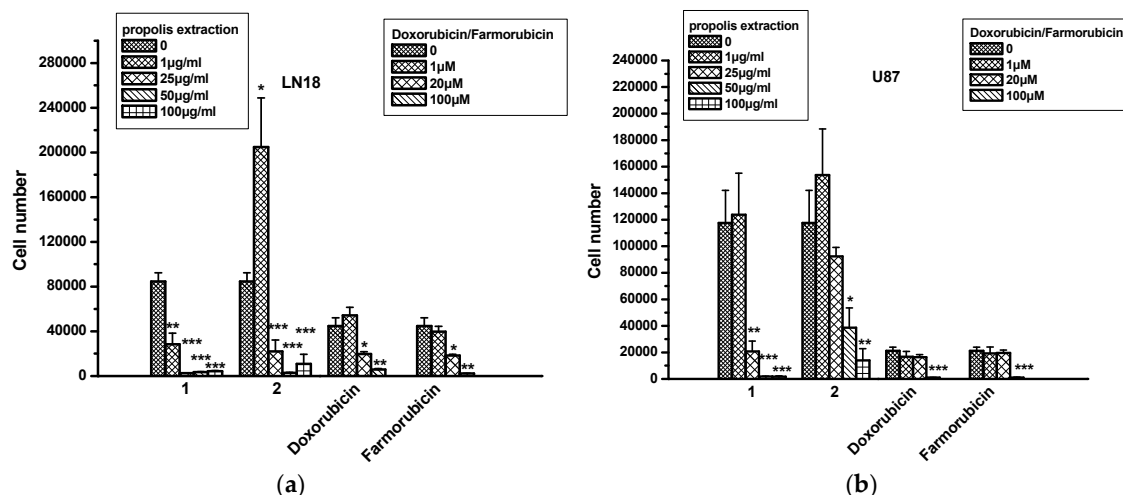 propolis extraction
0
1µg/ml
25µg/ml
50µg/ml
100µg/ml
Doxorubicin/Farmorubicin
0
1µM
20µM
100µM
LN18
Cell number
280000
240000
200000
160000
120000
80000
40000
0
**
***
***
***
*
***
***
***
*
**
*
**
1
2
Doxorubicin
Farmorubicin
(a)
propolis extraction
0
1µg/ml
25µg/ml
50µg/ml
100µg/ml
Doxorubicin/Farmorubicin
0
1µM
20µM
100µM
U87
Cell number
240000
220000
200000
180000
160000
140000
120000
100000
80000
60000
40000
20000
0
**
***
***
*
**
***
***
1
2
Doxorubicin
Farmorubicin
(b)